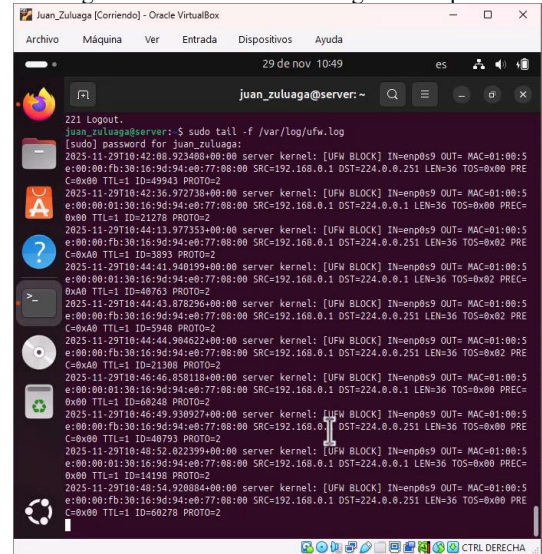 Juan_Zuluaga [Corriendo] - Oracle VirtualBox
Archivo Máquina Ver Entrada Dispositivos Ayuda
29 de nov 10:49 es
juan_zuluaga@server: ~
221 Logout.
juan_zuluaga@server:~$ sudo tail -f /var/log/ufw.log
[sudo] password for juan_zuluaga:
2025-11-29T10:42:08.923408+00:00 server kernel: [UFW BLOCK] IN=enp0s9 OUT= MAC=01:00:5
e:00:00:fb:30:16:9d:94:e0:77:08:00 SRC=192.168.0.1 DST=224.0.0.251 LEN=36 TOS=0x00 PRE
C=0x00 TTL=1 ID=49943 PROTO=2
2025-11-29T10:42:36.972738+00:00 server kernel: [UFW BLOCK] IN=enp0s9 OUT= MAC=01:00:5
e:00:00:01:30:16:9d:94:e0:77:08:00 SRC=192.168.0.1 DST=224.0.0.1 LEN=36 TOS=0x00 PREC=
0x00 TTL=1 ID=21278 PROTO=2
2025-11-29T10:44:13.977353+00:00 server kernel: [UFW BLOCK] IN=enp0s9 OUT= MAC=01:00:5
e:00:00:fb:30:16:9d:94:e0:77:08:00 SRC=192.168.0.1 DST=224.0.0.251 LEN=36 TOS=0x02 PRE
C=0xA0 TTL=1 ID=3893 PROTO=2
2025-11-29T10:44:41.940199+00:00 server kernel: [UFW BLOCK] IN=enp0s9 OUT= MAC=01:00:5
e:00:00:01:30:16:9d:94:e0:77:08:00 SRC=192.168.0.1 DST=224.0.0.1 LEN=36 TOS=0x02 PREC=
0xA0 TTL=1 ID=40763 PROTO=2
2025-11-29T10:44:43.878296+00:00 server kernel: [UFW BLOCK] IN=enp0s9 OUT= MAC=01:00:5
e:00:00:fb:30:16:9d:94:e0:77:08:00 SRC=192.168.0.1 DST=224.0.0.251 LEN=36 TOS=0x02 PRE
C=0xA0 TTL=1 ID=5948 PROTO=2
2025-11-29T10:44:44.904622+00:00 server kernel: [UFW BLOCK] IN=enp0s9 OUT= MAC=01:00:5
e:00:00:fb:30:16:9d:94:e0:77:08:00 SRC=192.168.0.1 DST=224.0.0.251 LEN=36 TOS=0x02 PRE
C=0xA0 TTL=1 ID=21308 PROTO=2
2025-11-29T10:46:46.858118+00:00 server kernel: [UFW BLOCK] IN=enp0s9 OUT= MAC=01:00:5
e:00:00:01:30:16:9d:94:e0:77:08:00 SRC=192.168.0.1 DST=224.0.0.1 LEN=36 TOS=0x00 PREC=
0x00 TTL=1 ID=60248 PROTO=2
2025-11-29T10:46:49.930927+00:00 server kernel: [UFW BLOCK] IN=enp0s9 OUT= MAC=01:00:5
e:00:00:fb:30:16:9d:94:e0:77:08:00 SRC=192.168.0.1 DST=224.0.0.251 LEN=36 TOS=0x00 PRE
C=0x00 TTL=1 ID=40793 PROTO=2
2025-11-29T10:48:52.022399+00:00 server kernel: [UFW BLOCK] IN=enp0s9 OUT= MAC=01:00:5
e:00:00:01:30:16:9d:94:e0:77:08:00 SRC=192.168.0.1 DST=224.0.0.1 LEN=36 TOS=0x00 PREC=
0x00 TTL=1 ID=14198 PROTO=2
2025-11-29T10:48:54.920884+00:00 server kernel: [UFW BLOCK] IN=enp0s9 OUT= MAC=01:00:5
e:00:00:fb:30:16:9d:94:e0:77:08:00 SRC=192.168.0.1 DST=224.0.0.251 LEN=36 TOS=0x00 PRE
C=0x00 TTL=1 ID=60278 PROTO=2
CTRL DERECHA